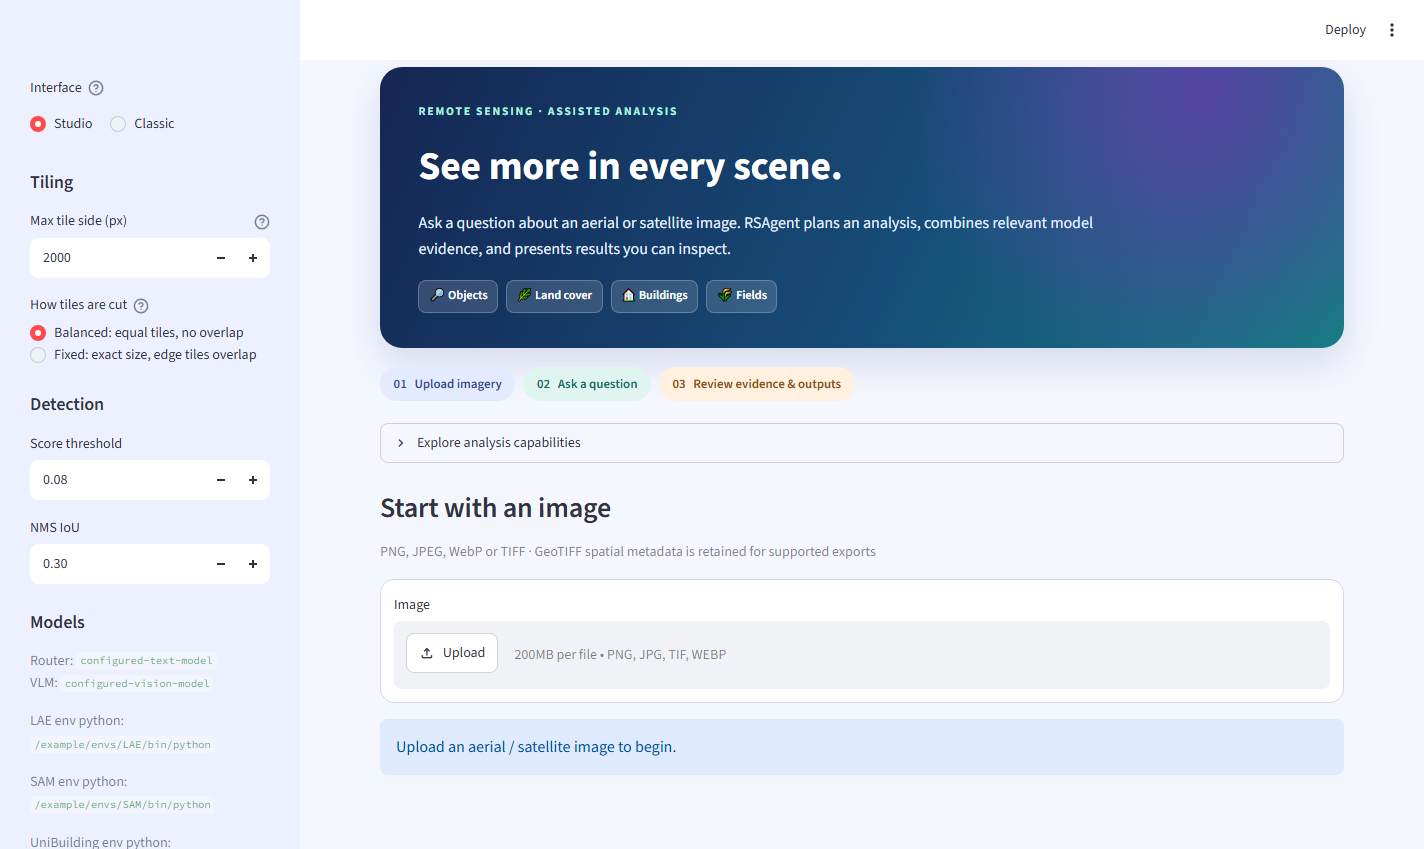 Deploy
Interface
Studio
Classic
Tiling
Max tile side (px)
2000
How tiles are cut
Balanced: equal tiles, no overlap
Fixed: exact size, edge tiles overlap
Detection
Score threshold
0.08
NMS IoU
0.30
Models
Router: configured-text-model
VLM: configured-vision-model
LAE env python:
/example/envs/LAE/bin/python
SAM env python:
/example/envs/SAM/bin/python
UniBuilding env python:
REMOTE SENSING · ASSISTED ANALYSIS
See more in every scene.
Ask a question about an aerial or satellite image. RSAgent plans an analysis, combines relevant model
evidence, and presents results you can inspect.
Objects
Land cover
Buildings
Fields
01 Upload imagery
02 Ask a question
03 Review evidence & outputs
Explore analysis capabilities
Start with an image
PNG, JPEG, WebP or TIFF · GeoTIFF spatial metadata is retained for supported exports
Image
Upload
200MB per file • PNG, JPG, TIF, WEBP
Upload an aerial / satellite image to begin.